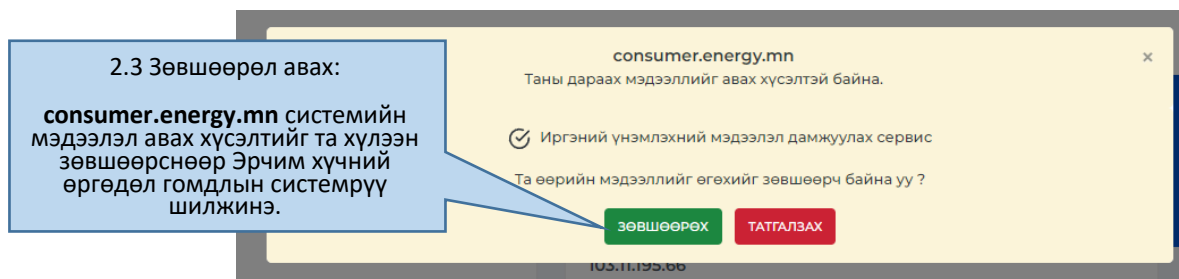 2.3 Зөвшөөрөл авах:
consumer.energy.mn системийн
мэдээлэл авах хүсэлтийг та хүлээн
зөвшөөрснөөр Эрчим хүчний
өргөдөл гомдлын системрүү
шилжинэ.
consumer.energy.mn
×
Таны дараах мэдээллийг авах хүсэлтэй байна.
Иргэний үнэмлэхний мэдээлэл дамжуулах сервис
Та өөрийн мэдээллийг өгөхийг зөвшөөрч байна уу ?
ЗӨВШӨӨРӨХ ТАТГАЛЗАХ
103.11.195.66